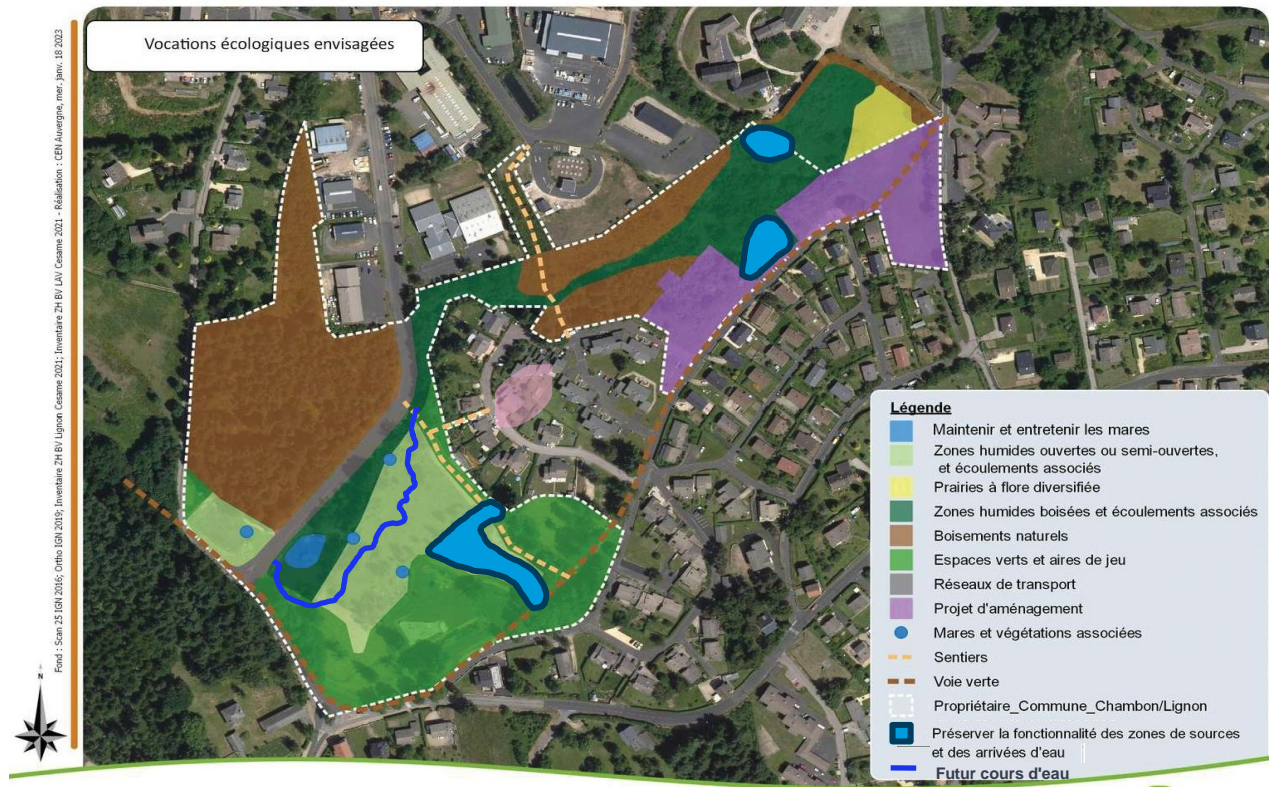 Vocations écologiques envisagées
Fond : Scan 25 IGN 2016; Ortho IGN 2019; Inventaire ZH BV Lignon Cesame 2021; Inventaire ZH BV LAV Cesame 2021 - Réalisation : CEN Auvergne, mer. janv. 18 2023
N
Légende
Maintenir et entretenir les mares
Zones humides ouvertes ou semi-ouvertes,
et écoulements associés
Prairies à flore diversifiée
Zones humides boisées et écoulements associés
Boisements naturels
Espaces verts et aires de jeu
Réseaux de transport
Projet d'aménagement
Mares et végétations associées
Sentiers
Voie verte
Propriétaire_Commune_Chambon/Lignon
Préserver la fonctionnalité des zones de sources
et des arrivées d'eau
Futur cours d'eau